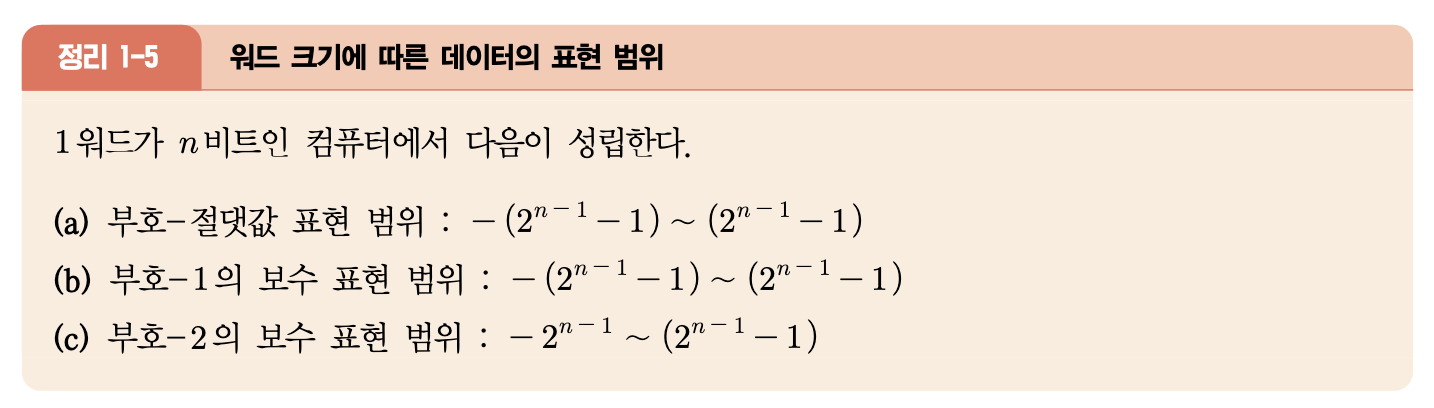 정리 1-5 워드 크기에 따른 데이터의 표현 범위
1워드가 n비트인 컴퓨터에서 다음이 성립한다.
(a) 부호-절댓값 표현 범위 : −(2^{n−1}−1) ~ (2^{n−1}−1)
(b) 부호-1의 보수 표현 범위 : −(2^{n−1}−1) ~ (2^{n−1}−1)
(c) 부호-2의 보수 표현 범위 : −2^{n−1} ~ (2^{n−1}−1)